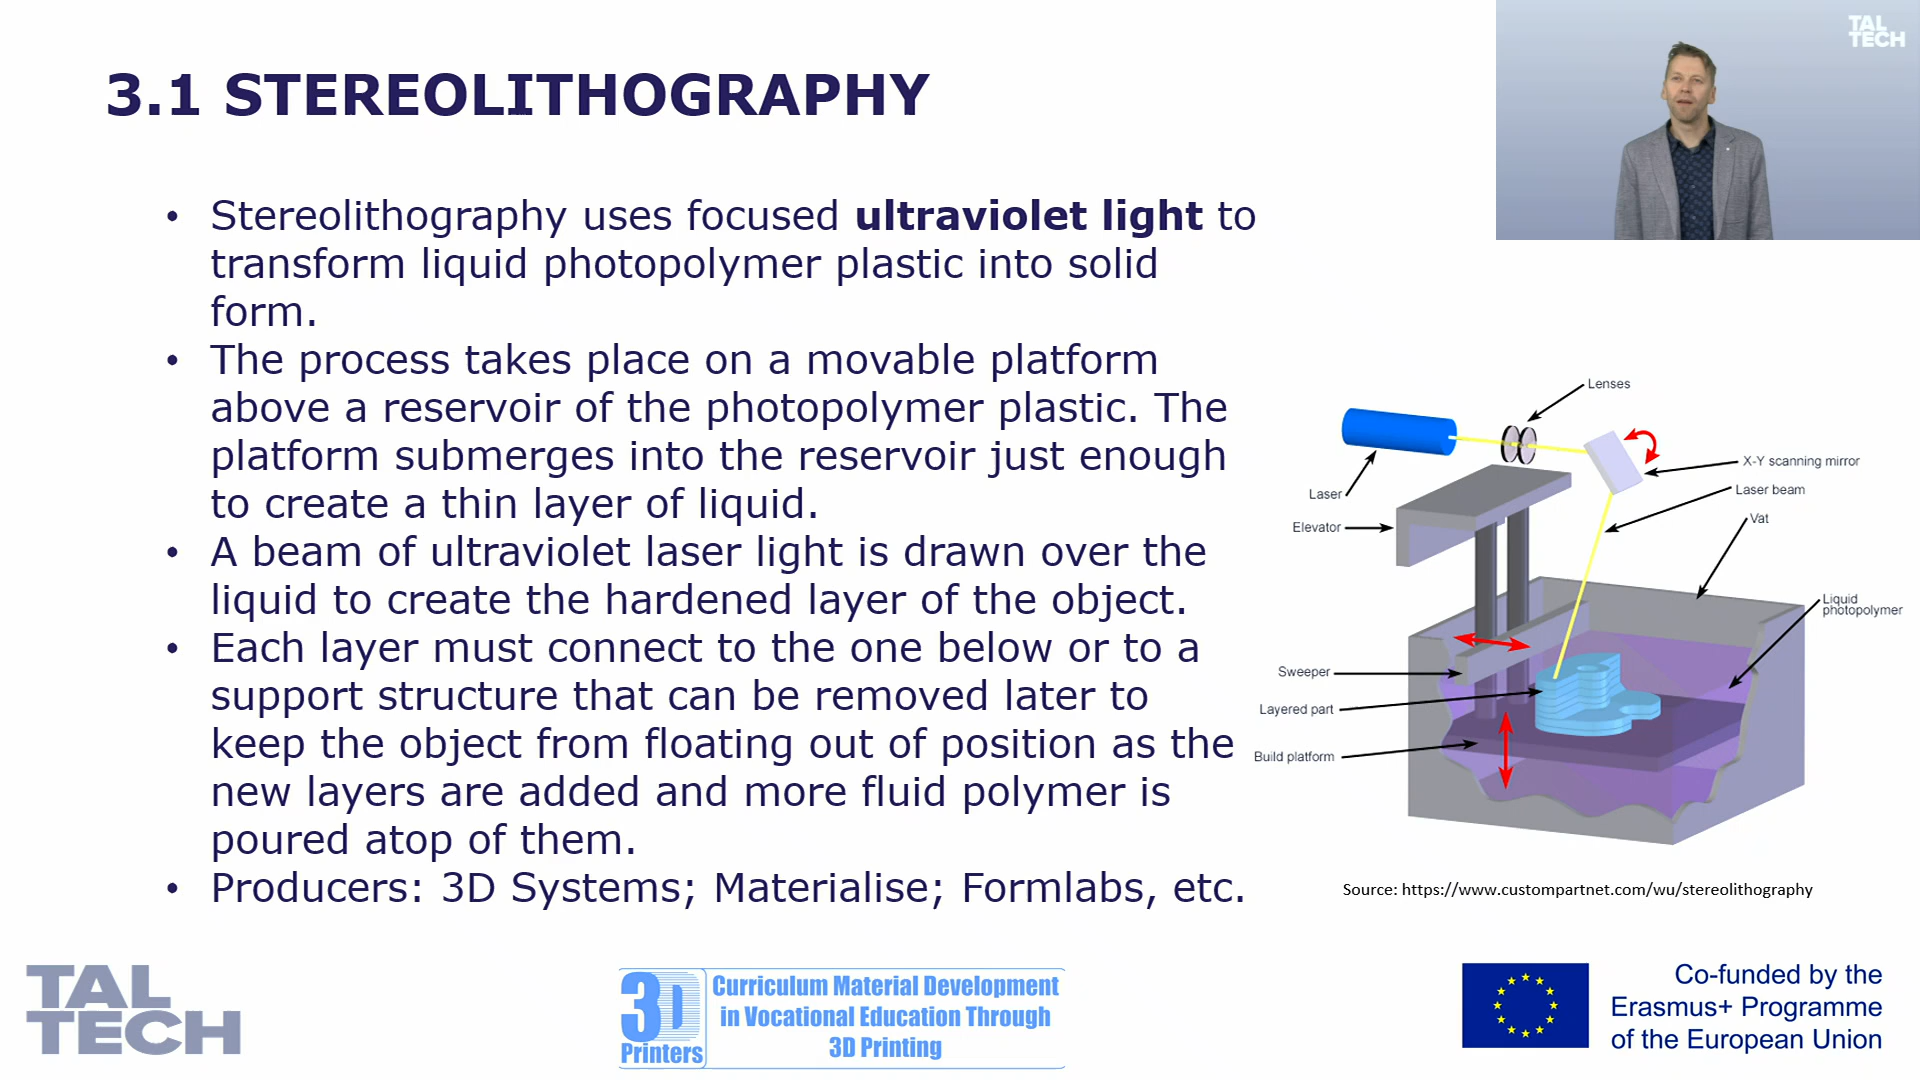 TAL
TECH
3.1 STEREOLITHOGRAPHY
• Stereolithography uses focused ultraviolet light to
transform liquid photopolymer plastic into solid
form.
• The process takes place on a movable platform
above a reservoir of the photopolymer plastic. The
platform submerges into the reservoir just enough
to create a thin layer of liquid.
• A beam of ultraviolet laser light is drawn over the
liquid to create the hardened layer of the object.
• Each layer must connect to the one below or to a
support structure that can be removed later to
keep the object from floating out of position as the
new layers are added and more fluid polymer is
poured atop of them.
• Producers: 3D Systems; Materialise; Formlabs, etc.
Lenses
X-Y scanning mirror
Laser beam
Laser
Vat
Elevator
Liquid
photopolymer
Sweeper
Layered part
Build platform
Source: https://www.custompartnet.com/wu/stereolithography
TAL
TECH
3D
Printers
Curriculum Material Development
in Vocational Education Through
3D Printing
Co-funded by the
Erasmus+ Programme
of the European Union